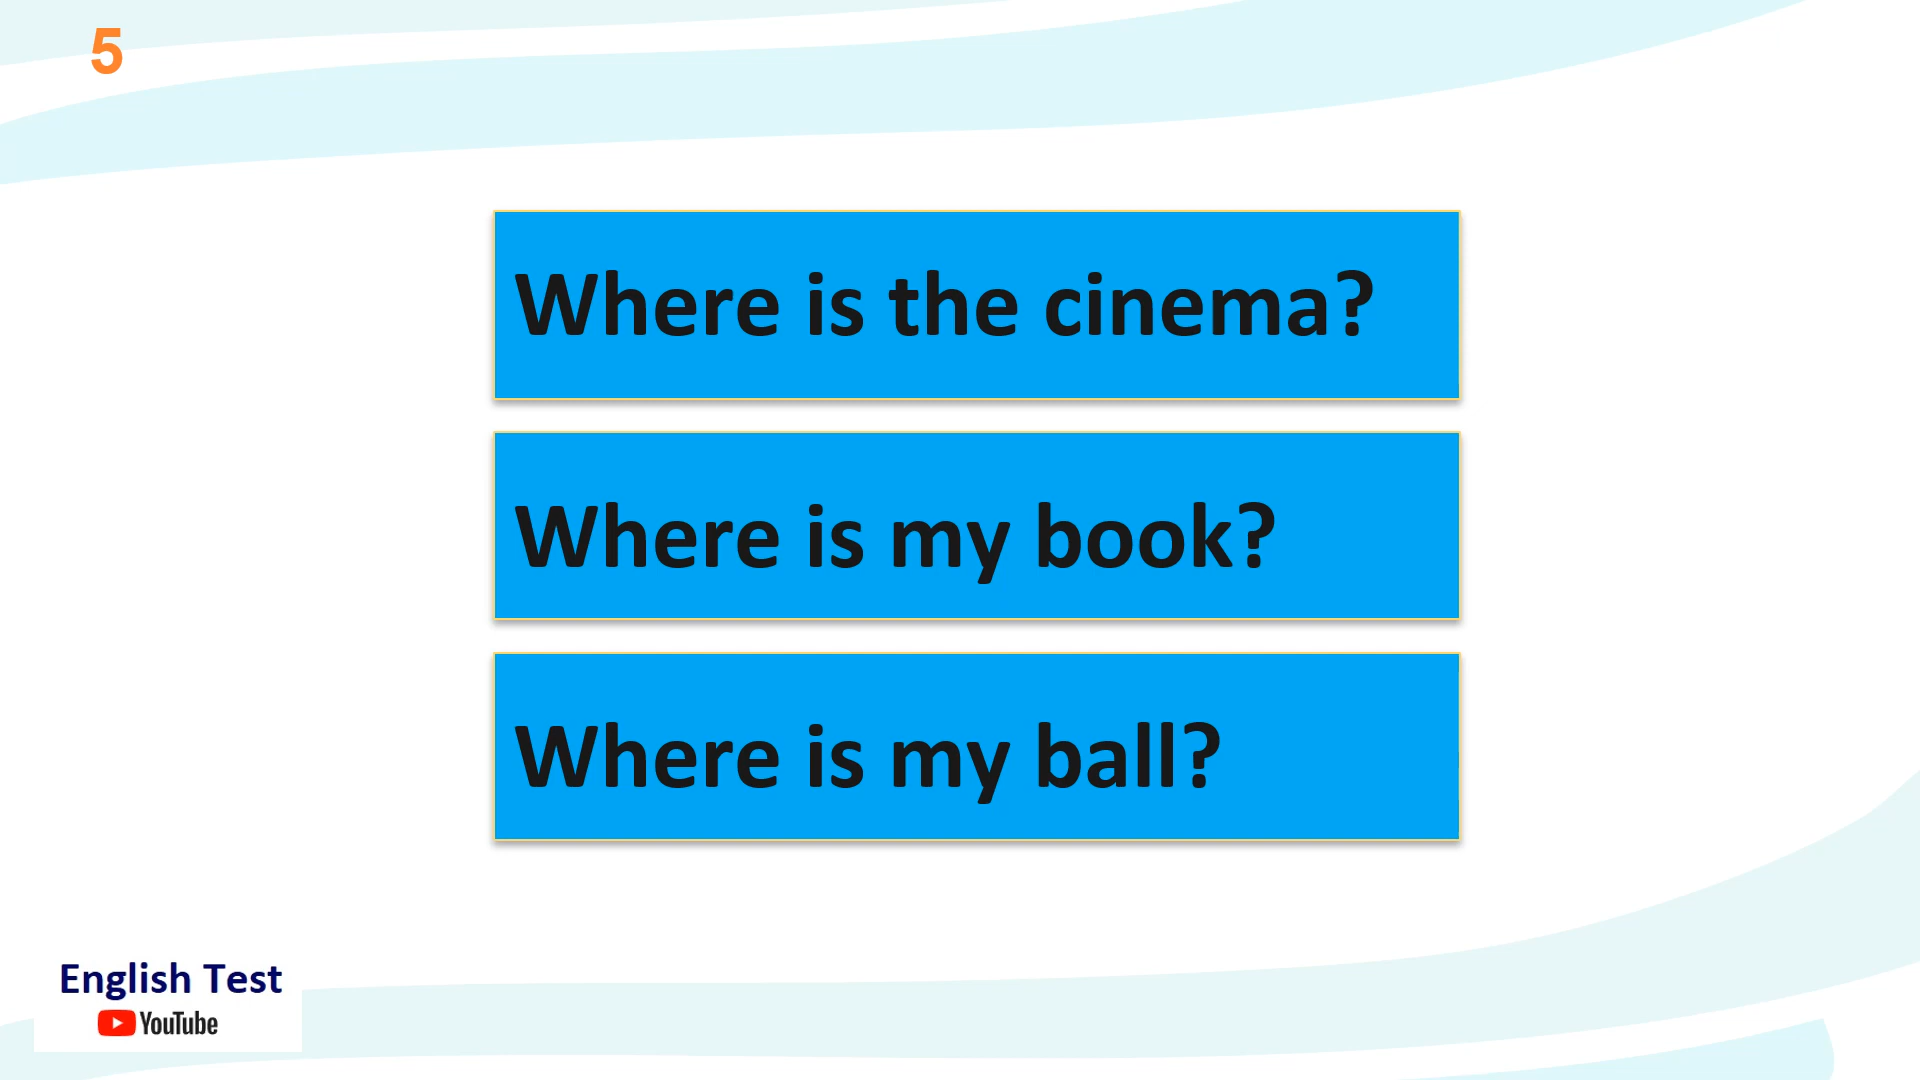 5
Where is the cinema?
Where is my book?
Where is my ball?
English Test
YouTube